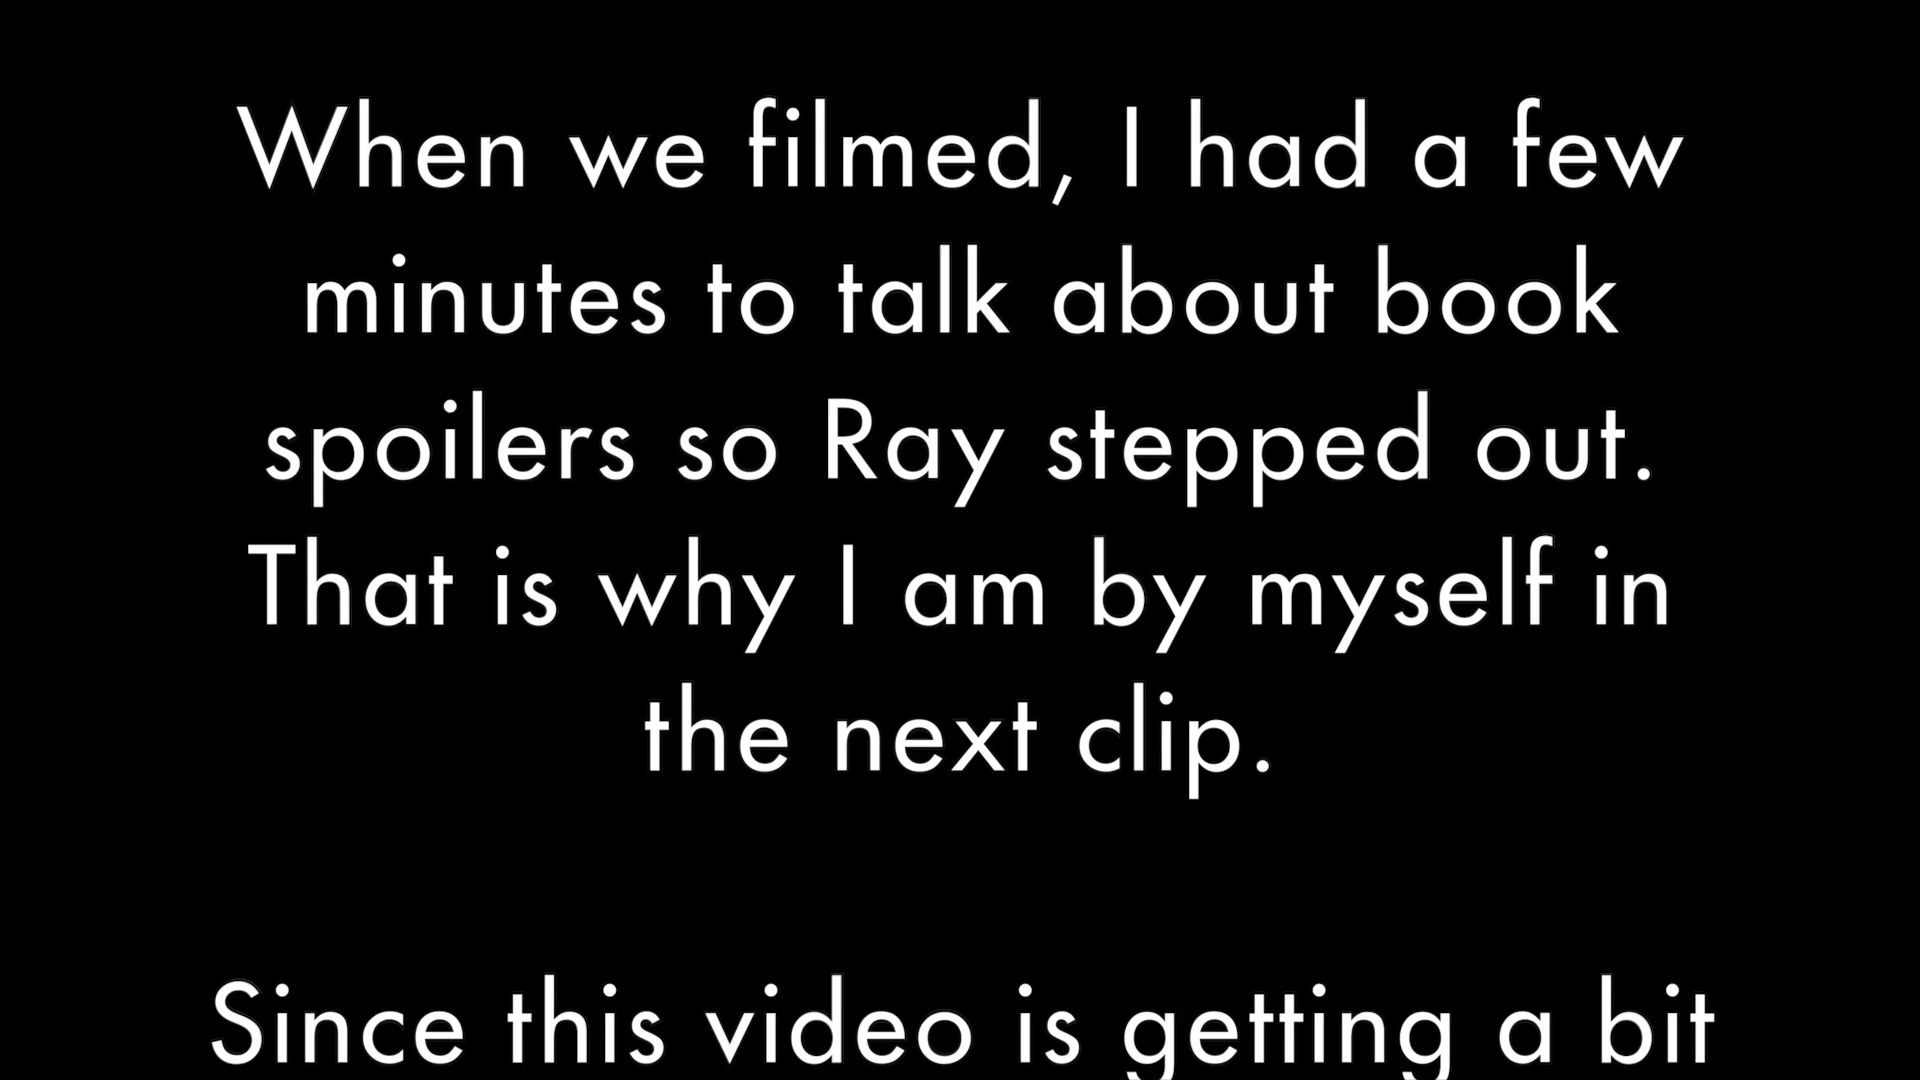 When we filmed, I had a few
minutes to talk about book
spoilers so Ray stepped out.
That is why I am by myself in
the next clip.
Since this video is getting a bit